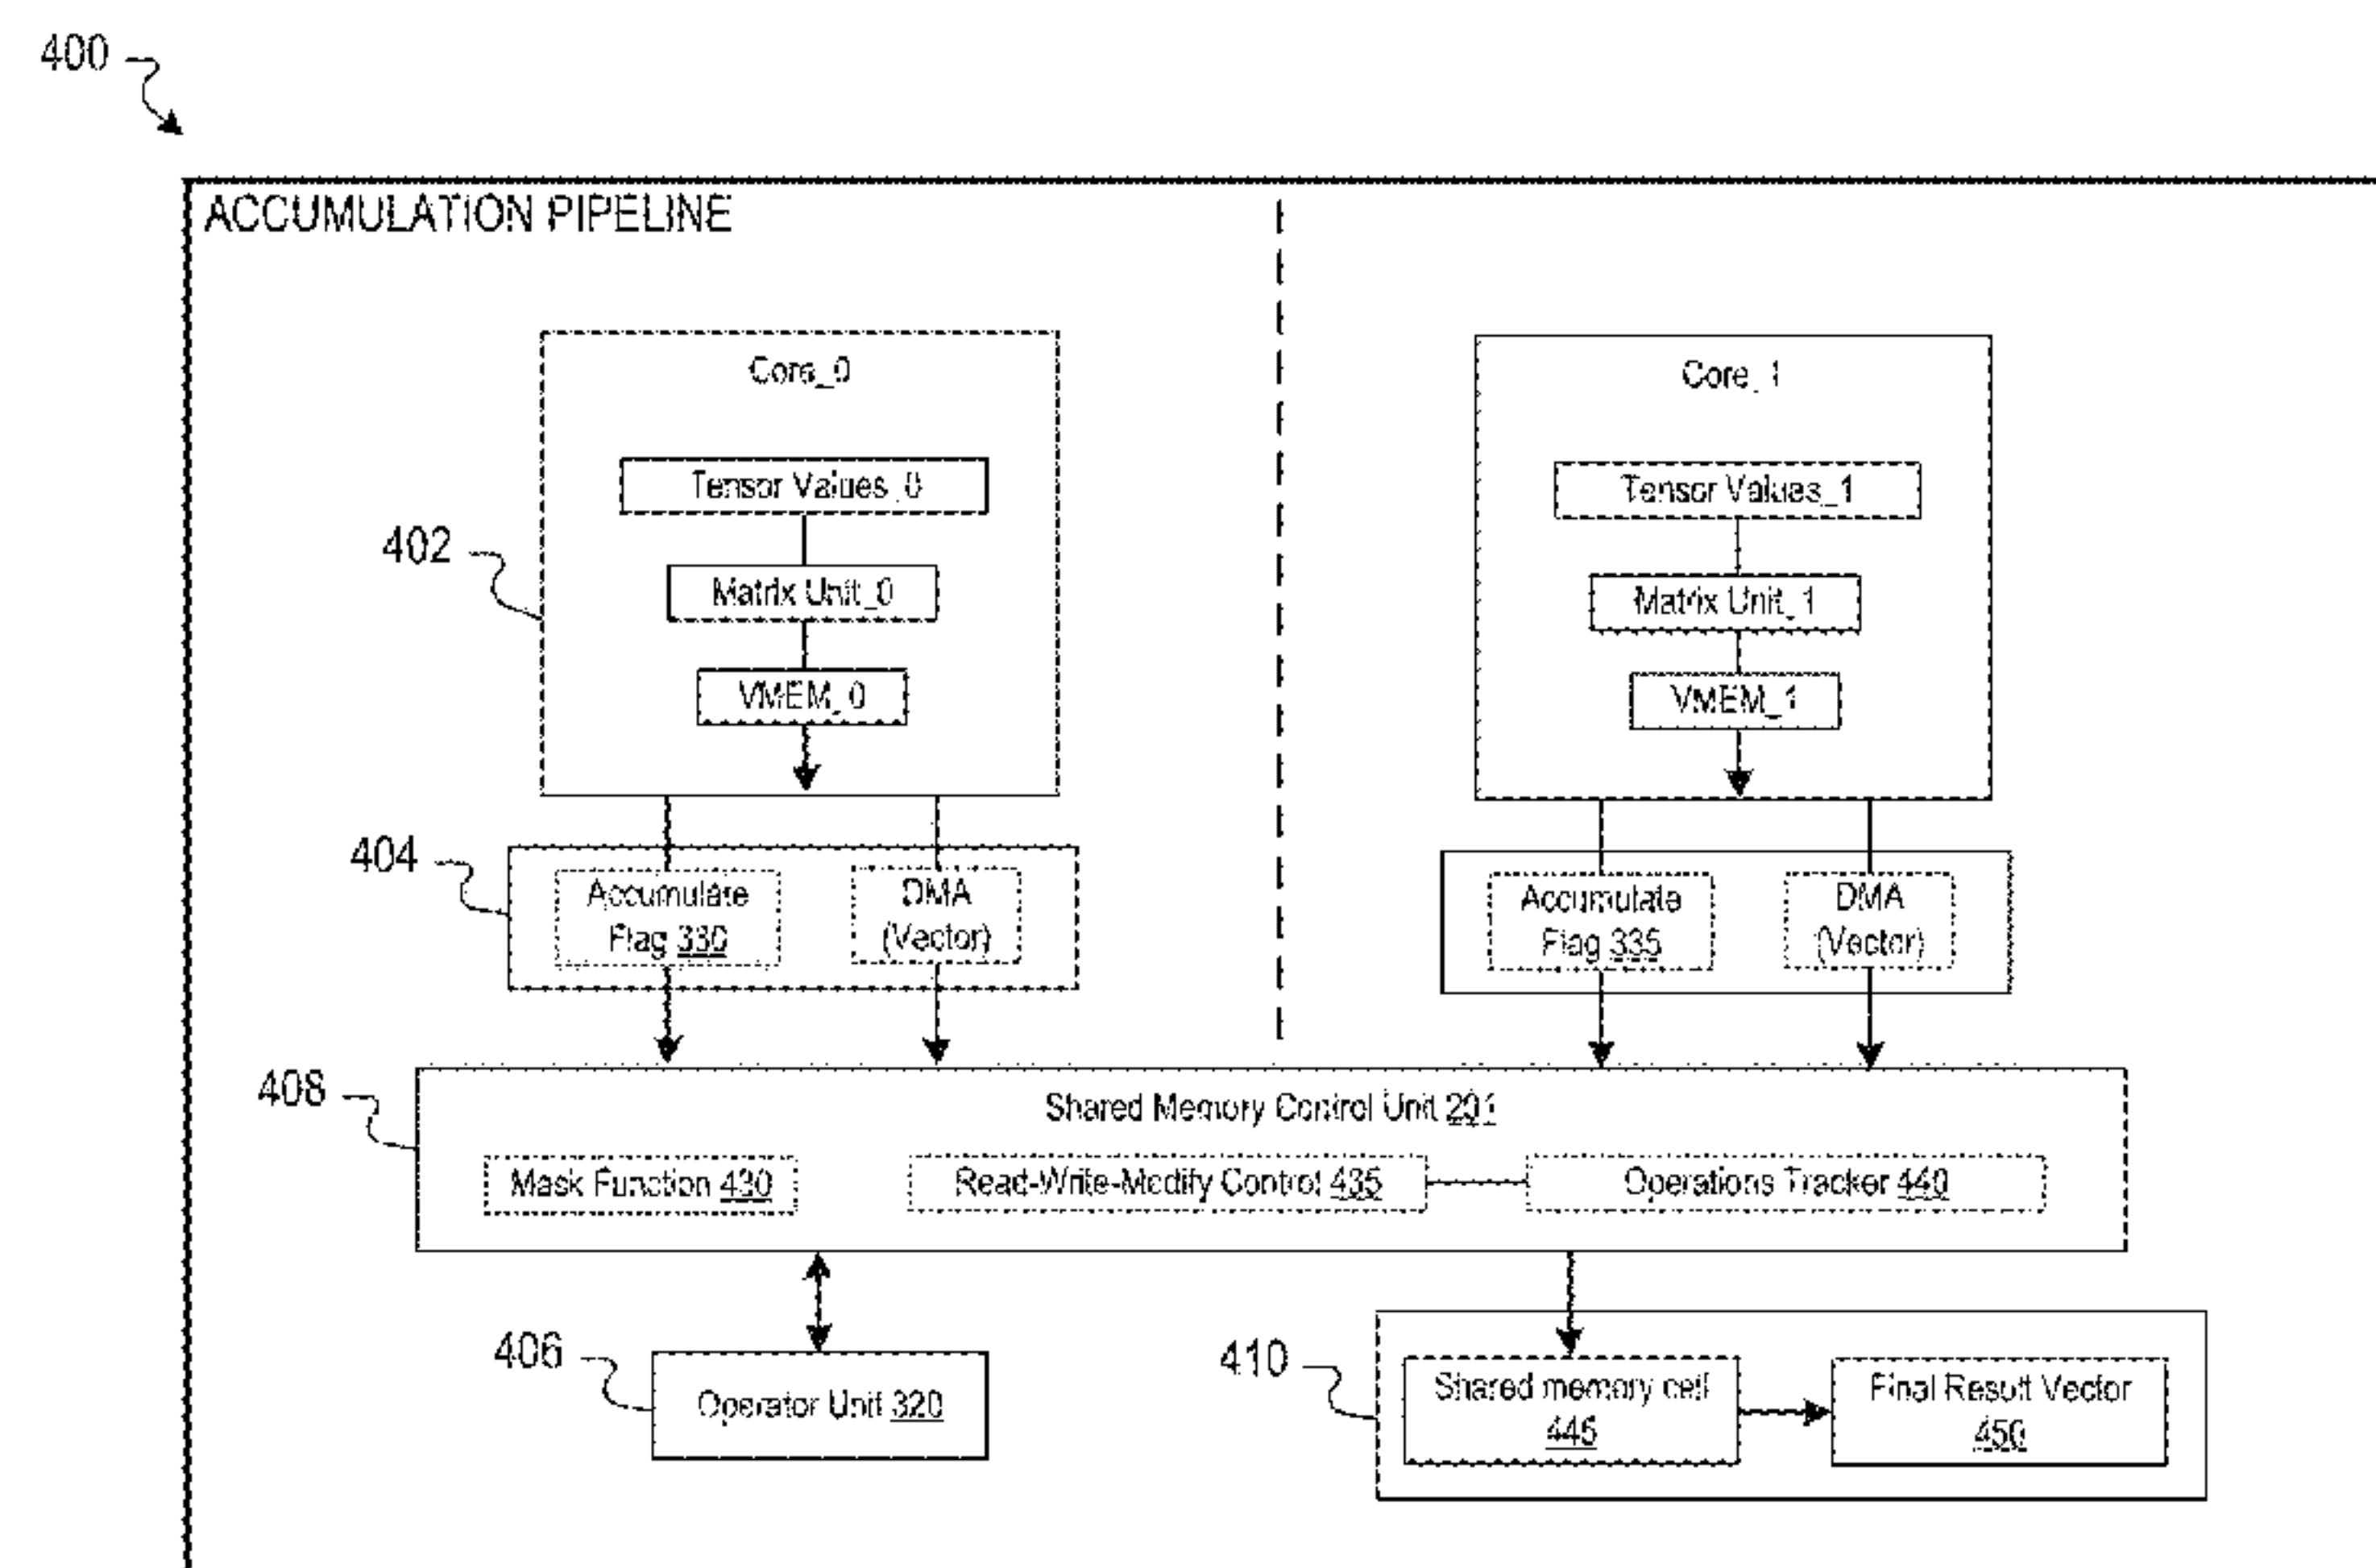 400
ACCUMULATION PIPELINE
Core_0
Core_1
Tensor Values_0
Tensor Values_1
402
Matrix Unit_0
Matrix Unit_1
VMEM_0
VMEM_1
404
Accumulate
Flag 330
DMA
(Vector)
Accumulate
Flag 335
DMA
(Vector)
408
Shared Memory Control Unit 201
Mask Function 430
Read-Write-Modify Control 435
Operations Tracker 440
406
Operator Unit 320
410
Shared memory cell
445
Final Result Vector
450